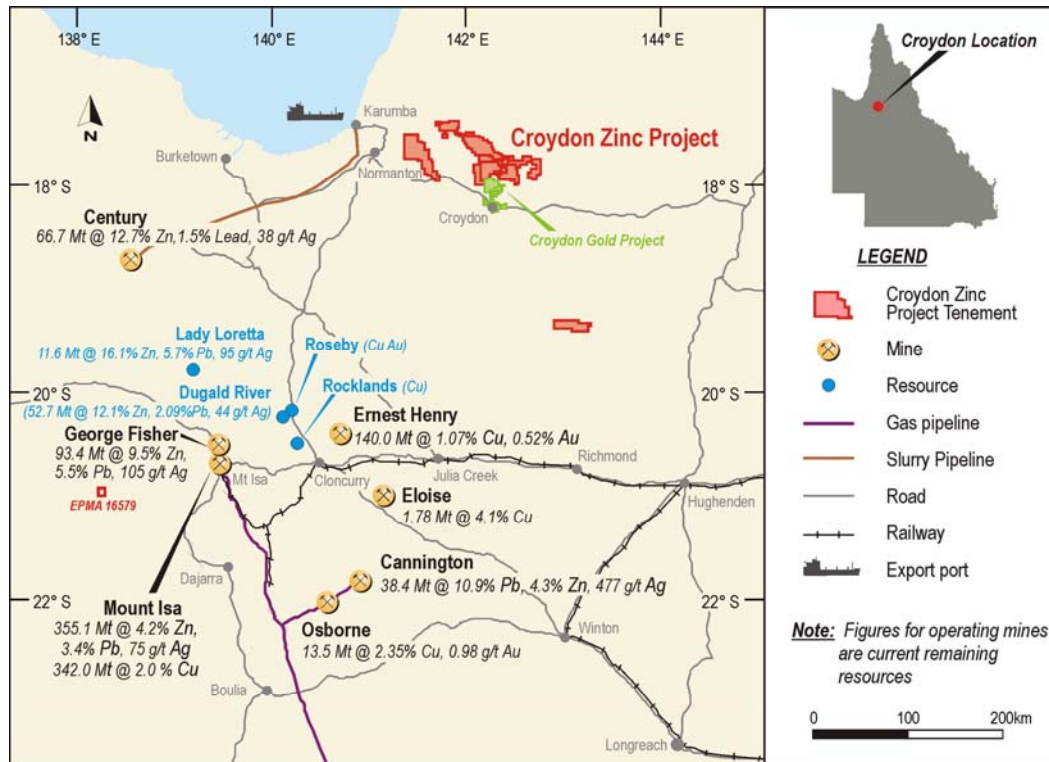 138° E
140° E
142° E
144° E
N
Karumba
Burketown
Normanton
Croydon Zinc Project
18° S
18° S
Croydon
Croydon Gold Project
Century
66.7 Mt @ 12.7% Zn,1.5% Lead, 38 g/t Ag
Lady Loretta
11.6 Mt @ 16.1% Zn, 5.7% Pb, 95 g/t Ag
Roseby (Cu Au)
20° S
20° S
Dugald River
(52.7 Mt @ 12.1% Zn, 2.09%Pb, 44 g/t Ag)
Rocklands (Cu)
Ernest Henry
140.0 Mt @ 1.07% Cu, 0.52% Au
George Fisher
93.4 Mt @ 9.5% Zn,
5.5% Pb, 105 g/t Ag
Mt Isa
Cloncurry
Julia Creek
Richmond
Hughenden
EPMA 16579
Eloise
1.78 Mt @ 4.1% Cu
Dajarra
Cannington
38.4 Mt @ 10.9% Pb, 4.3% Zn, 477 g/t Ag
22° S
22° S
Mount Isa
355.1 Mt @ 4.2% Zn,
3.4% Pb, 75 g/t Ag
342.0 Mt @ 2.0 % Cu
Osborne
13.5 Mt @ 2.35% Cu, 0.98 g/t Au
Winton
Boulia
Longreach
Croydon Location
LEGEND
Croydon Zinc
Project Tenement
Mine
Resource
Gas pipeline
Slurry Pipeline
Road
Railway
Export port
Note: Figures for operating mines
are current remaining
resources
0 100 200km